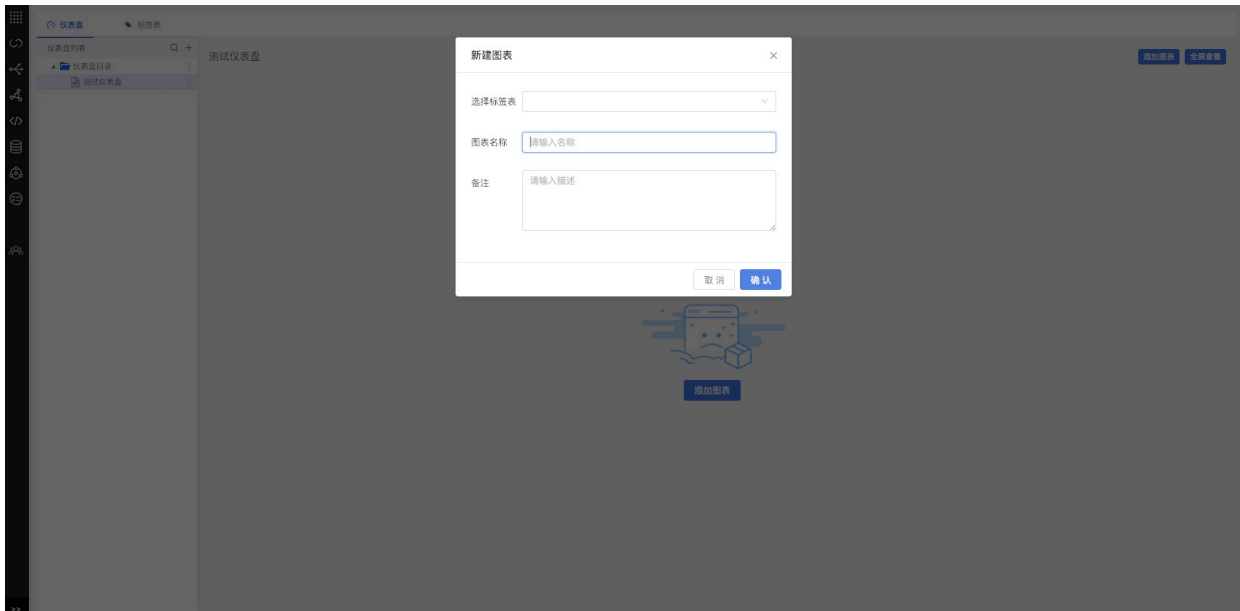 仪表盘
标签表
仪表盘列表
仪表盘目录
测试仪表盘
测试仪表盘
添加图表
全屏查看
新建图表
选择标签表
图表名称
请输入名称
备注
请输入描述
取 消
确 认
添加图表